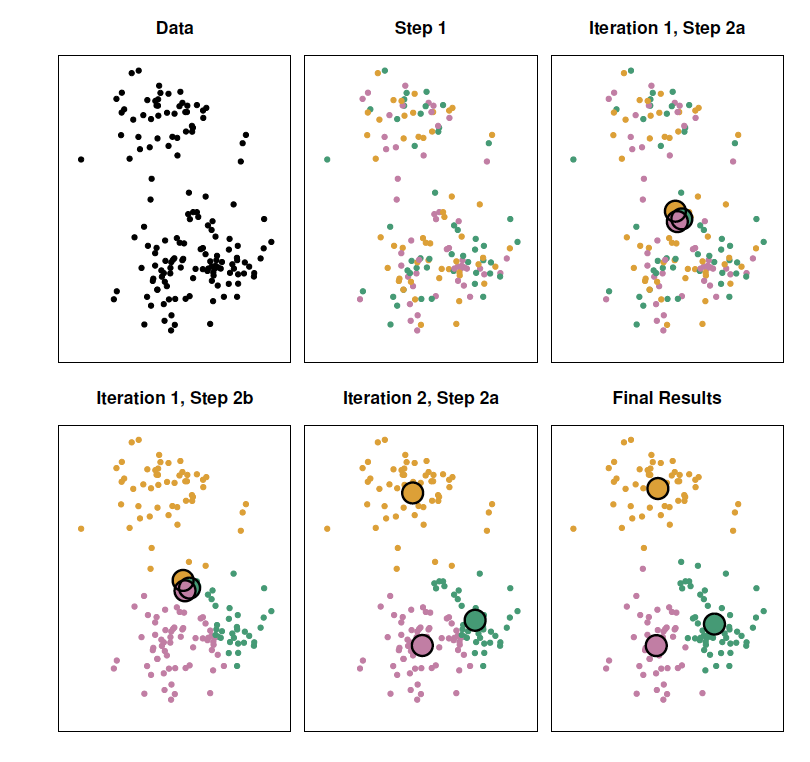 Data
Step 1
Iteration 1, Step 2a
Iteration 1, Step 2b
Iteration 2, Step 2a
Final Results